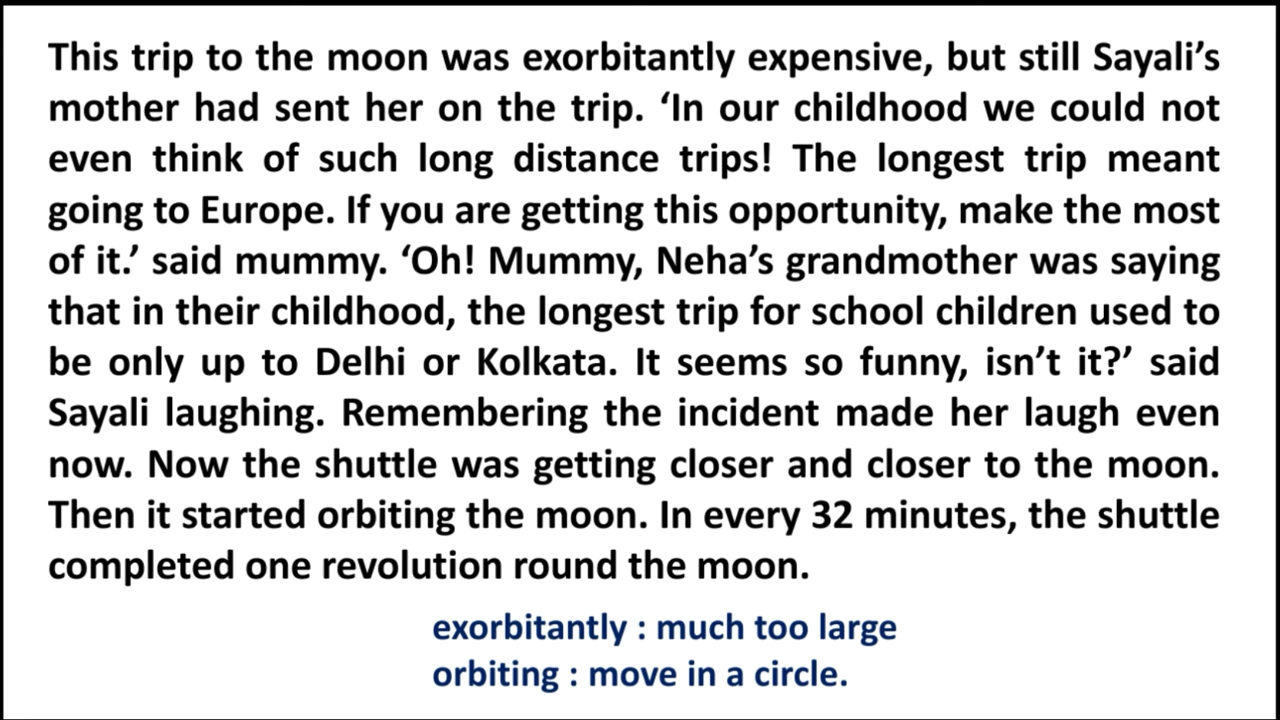 This trip to the moon was exorbitantly expensive, but still Sayali’s
mother had sent her on the trip. ‘In our childhood we could not
even think of such long distance trips! The longest trip meant
going to Europe. If you are getting this opportunity, make the most
of it.’ said mummy. ‘Oh! Mummy, Neha’s grandmother was saying
that in their childhood, the longest trip for school children used to
be only up to Delhi or Kolkata. It seems so funny, isn’t it?’ said
Sayali laughing. Remembering the incident made her laugh even
now. Now the shuttle was getting closer and closer to the moon.
Then it started orbiting the moon. In every 32 minutes, the shuttle
completed one revolution round the moon.
exorbitantly : much too large
orbiting : move in a circle.